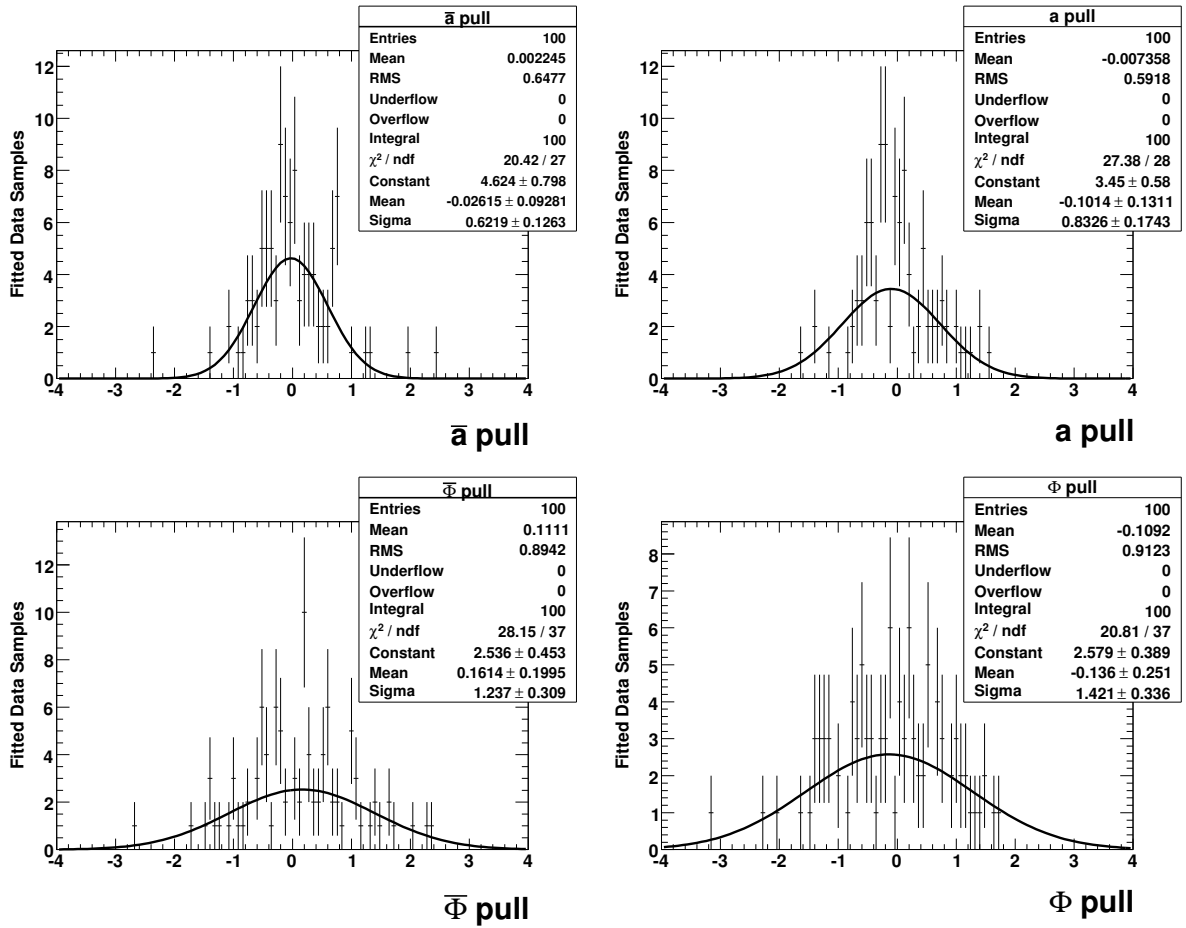 a̅ pull
Entries 100
Mean 0.002245
RMS 0.6477
Underflow 0
Overflow 0
Integral 100
χ² / ndf 20.42 / 27
Constant 4.624 ± 0.798
Mean -0.02615 ± 0.09281
Sigma 0.6219 ± 0.1263
Fitted Data Samples
12
10
8
6
4
2
0
-4 -3 -2 -1 0 1 2 3 4
a̅ pull
a pull
Entries 100
Mean -0.007358
RMS 0.5918
Underflow 0
Overflow 0
Integral 100
χ² / ndf 27.38 / 28
Constant 3.45 ± 0.58
Mean -0.1014 ± 0.1311
Sigma 0.8326 ± 0.1743
Fitted Data Samples
12
10
8
6
4
2
0
-4 -3 -2 -1 0 1 2 3 4
a pull
Φ̅ pull
Entries 100
Mean 0.1111
RMS 0.8942
Underflow 0
Overflow 0
Integral 100
χ² / ndf 28.15 / 37
Constant 2.536 ± 0.453
Mean 0.1614 ± 0.1995
Sigma 1.237 ± 0.309
Fitted Data Samples
12
10
8
6
4
2
0
-4 -3 -2 -1 0 1 2 3 4
Φ̅ pull
Φ pull
Entries 100
Mean -0.1092
RMS 0.9123
Underflow 0
Overflow 0
Integral 100
χ² / ndf 20.81 / 37
Constant 2.579 ± 0.389
Mean -0.136 ± 0.251
Sigma 1.421 ± 0.336
Fitted Data Samples
8
7
6
5
4
3
2
1
0
-4 -3 -2 -1 0 1 2 3 4
Φ pull